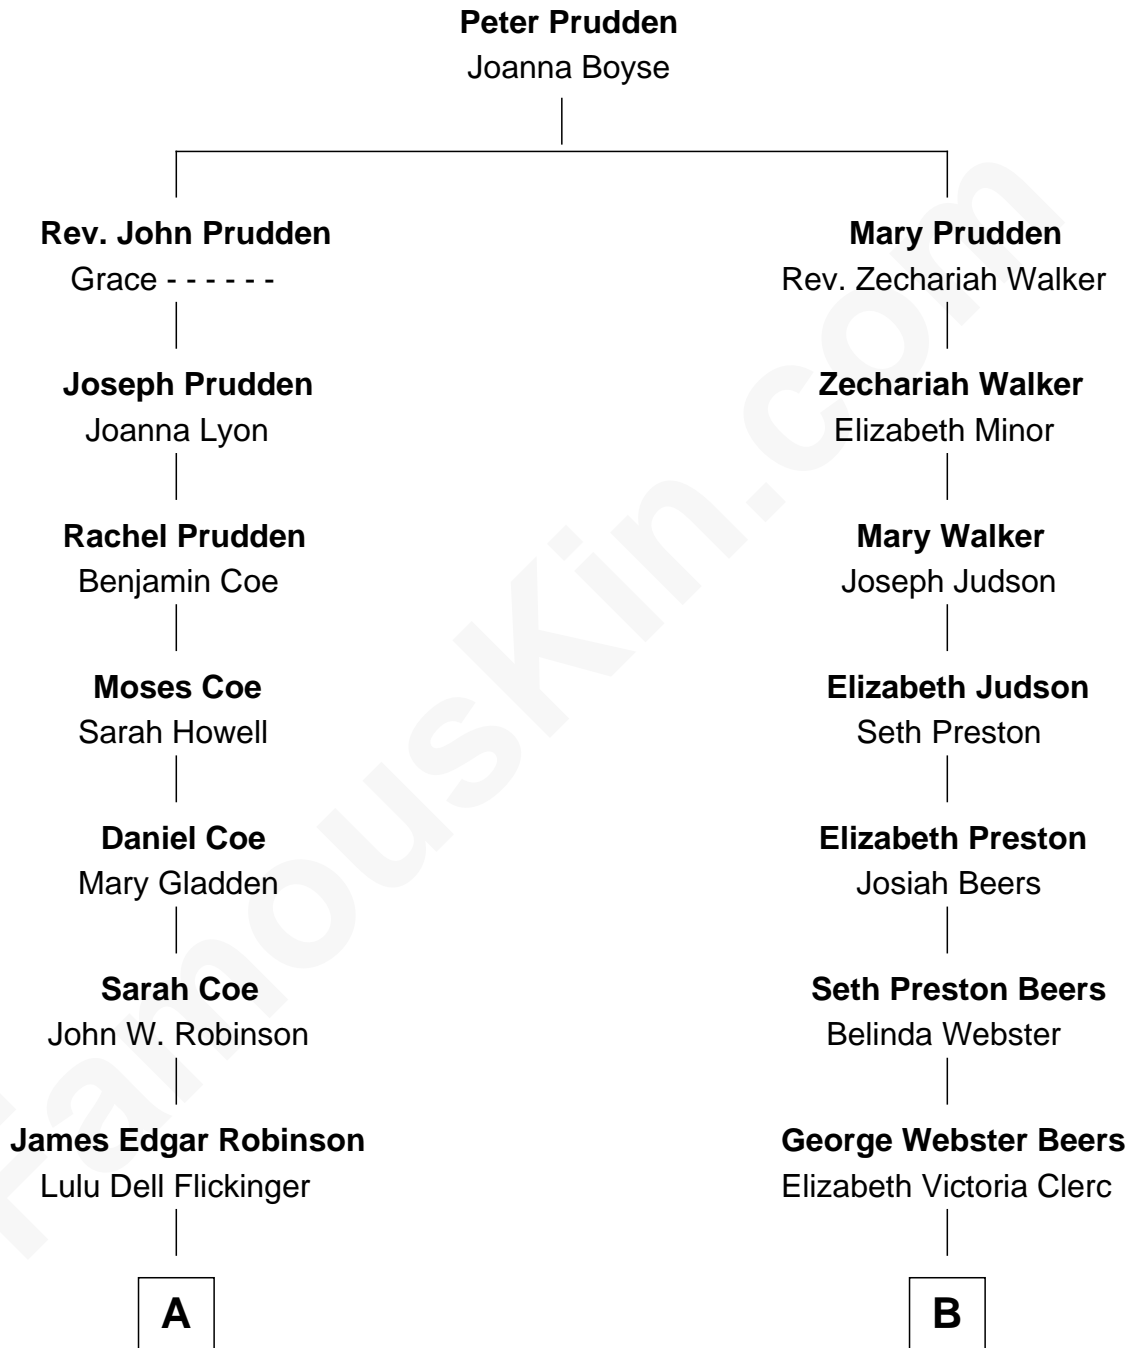 Peter Prudden
Joanna Boyse
Rev. John Prudden
Grace - - - - - -
Mary Prudden
Rev. Zechariah Walker
Joseph Prudden
Joanna Lyon
Zechariah Walker
Elizabeth Minor
Rachel Prudden
Benjamin Coe
Mary Walker
Joseph Judson
Moses Coe
Sarah Howell
Elizabeth Judson
Seth Preston
Daniel Coe
Mary Gladden
Elizabeth Preston
Josiah Beers
Sarah Coe
John W. Robinson
Seth Preston Beers
Belinda Webster
James Edgar Robinson
Lulu Dell Flickinger
George Webster Beers
Elizabeth Victoria Clerc
A
B
FamousKin.com